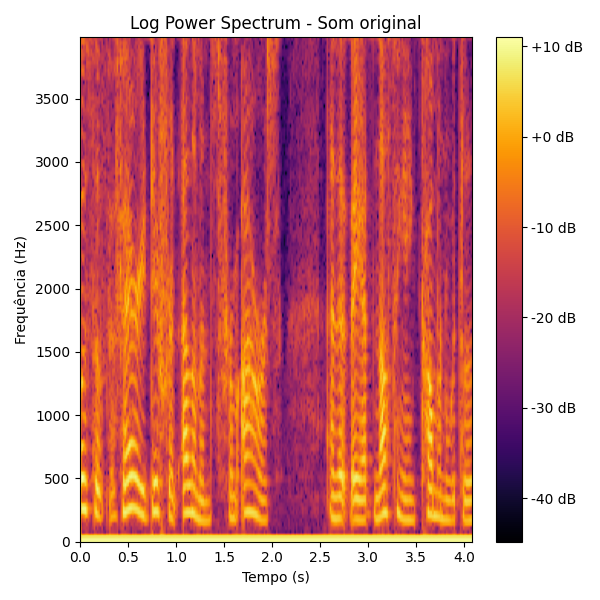 Log Power Spectrum - Som original
+10 dB
+0 dB
-10 dB
-20 dB
-30 dB
-40 dB
Frequência (Hz)
3500
3000
2500
2000
1500
1000
500
0
0.0 0.5 1.0 1.5 2.0 2.5 3.0 3.5 4.0
Tempo (s)